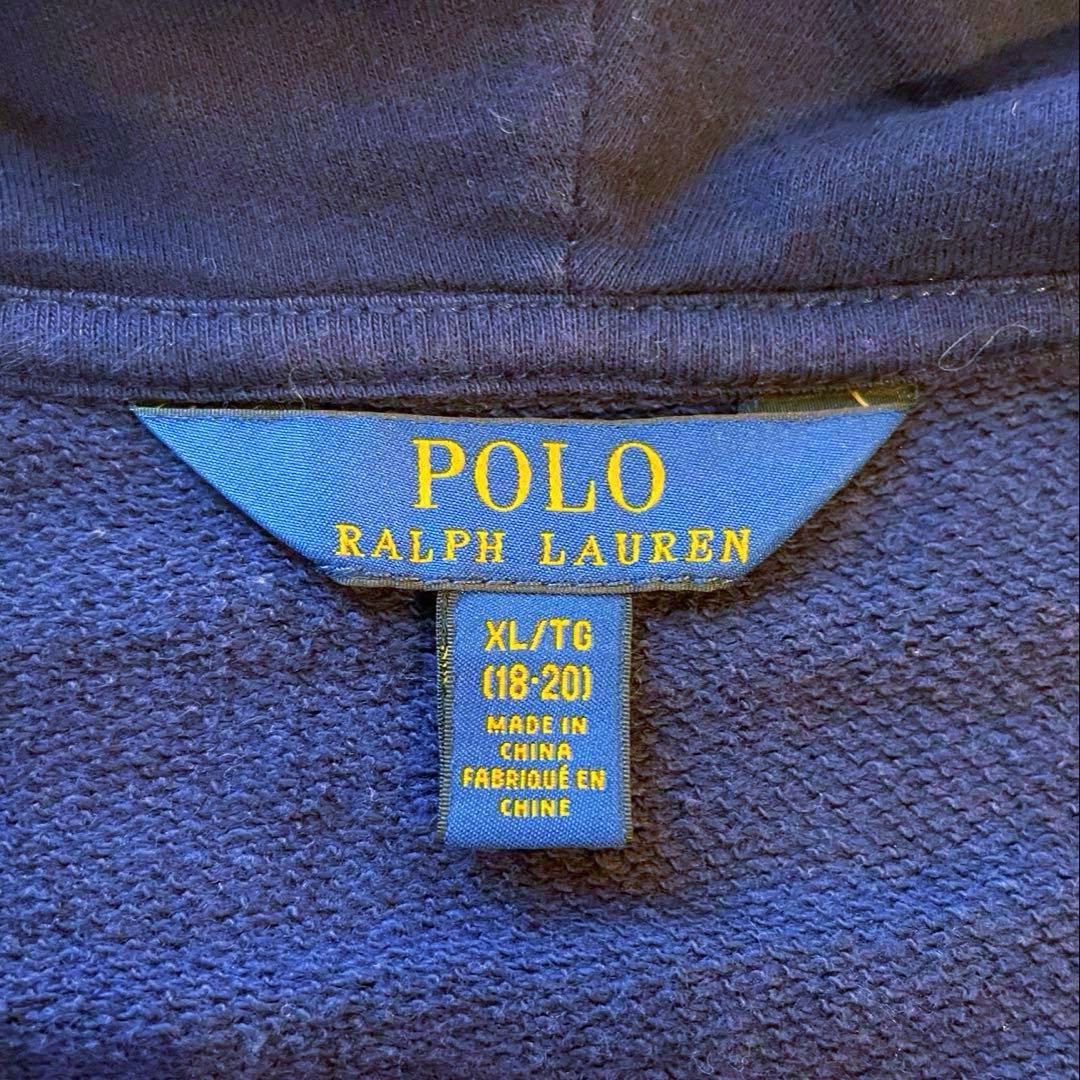 POLO
RALPH LAUREN
XL/TG
(18-20)
MADE IN
CHINA
FABRIQUÉ EN
CHINE